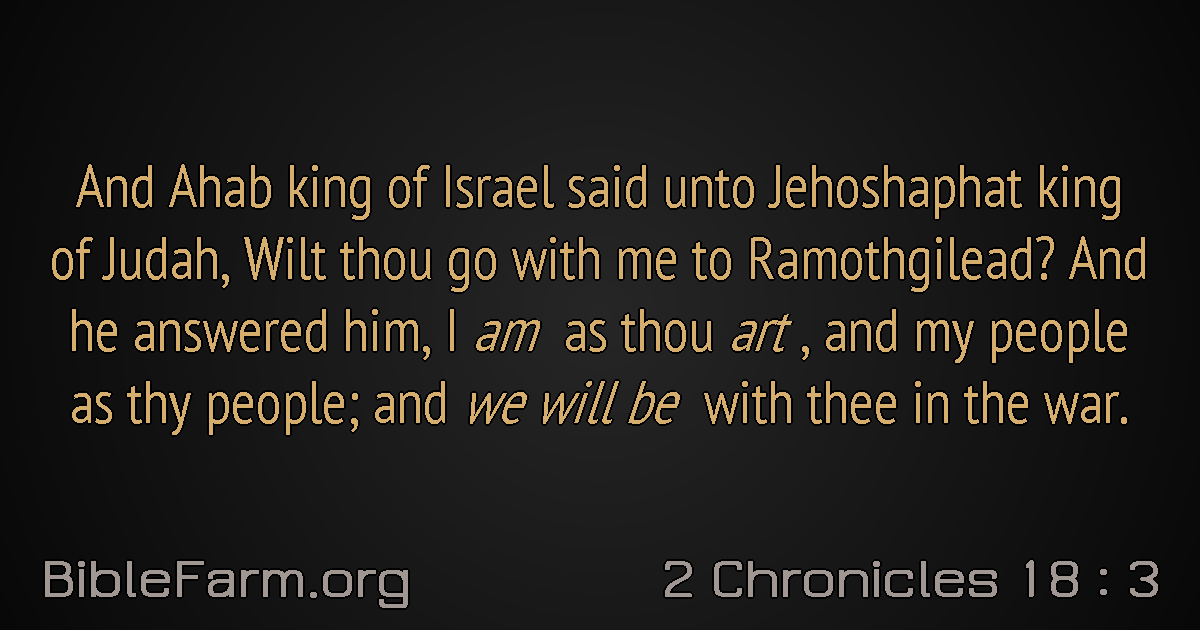 And Ahab king of Israel said unto Jehoshaphat king
of Judah, Wilt thou go with me to Ramothgilead? And
he answered him, I am as thou art , and my people
as thy people; and we will be with thee in the war.
BibleFarm.org
2 Chronicles 18 : 3